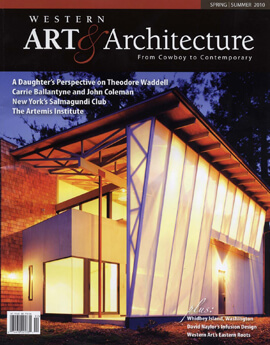 SPRING | SUMMER 2010
WESTERN
ART & Architecture
From Cowboy to Contemporary
A Daughter's Perspective on Theodore Waddell
Carrie Ballantyne and John Coleman
New York's Salmagundi Club
The Artemis Institute
plus:
Whidbey Island, Washington
David Naylor's Infusion Design
Western Art's Eastern Roots